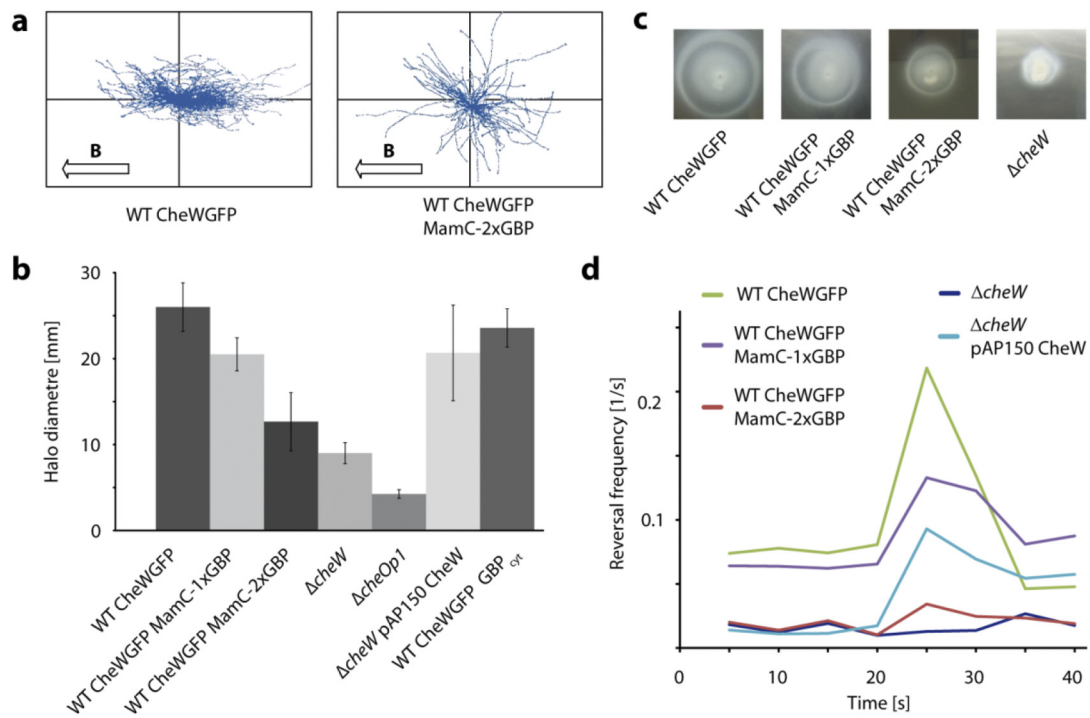 a
B
WT CheWGFP
B
WT CheWGFP
MamC-2xGBP
c
WT CheWGFP
WT CheWGFP
MamC-1xGBP
WT CheWGFP
MamC-2xGBP
ΔcheW
b
Halo diametre [mm]
30
20
10
0
WT CheWGFP
WT CheWGFP MamC-1xGBP
WT CheWGFP MamC-2xGBP
ΔcheW
ΔcheOp1
ΔcheW pAP150 CheW
WT CheWGFP GBP cyt
d
WT CheWGFP
WT CheWGFP
MamC-1xGBP
WT CheWGFP
MamC-2xGBP
ΔcheW
ΔcheW
pAP150 CheW
Reversal frequency [1/s]
0.2
0.1
0
10
20
30
40
Time [s]